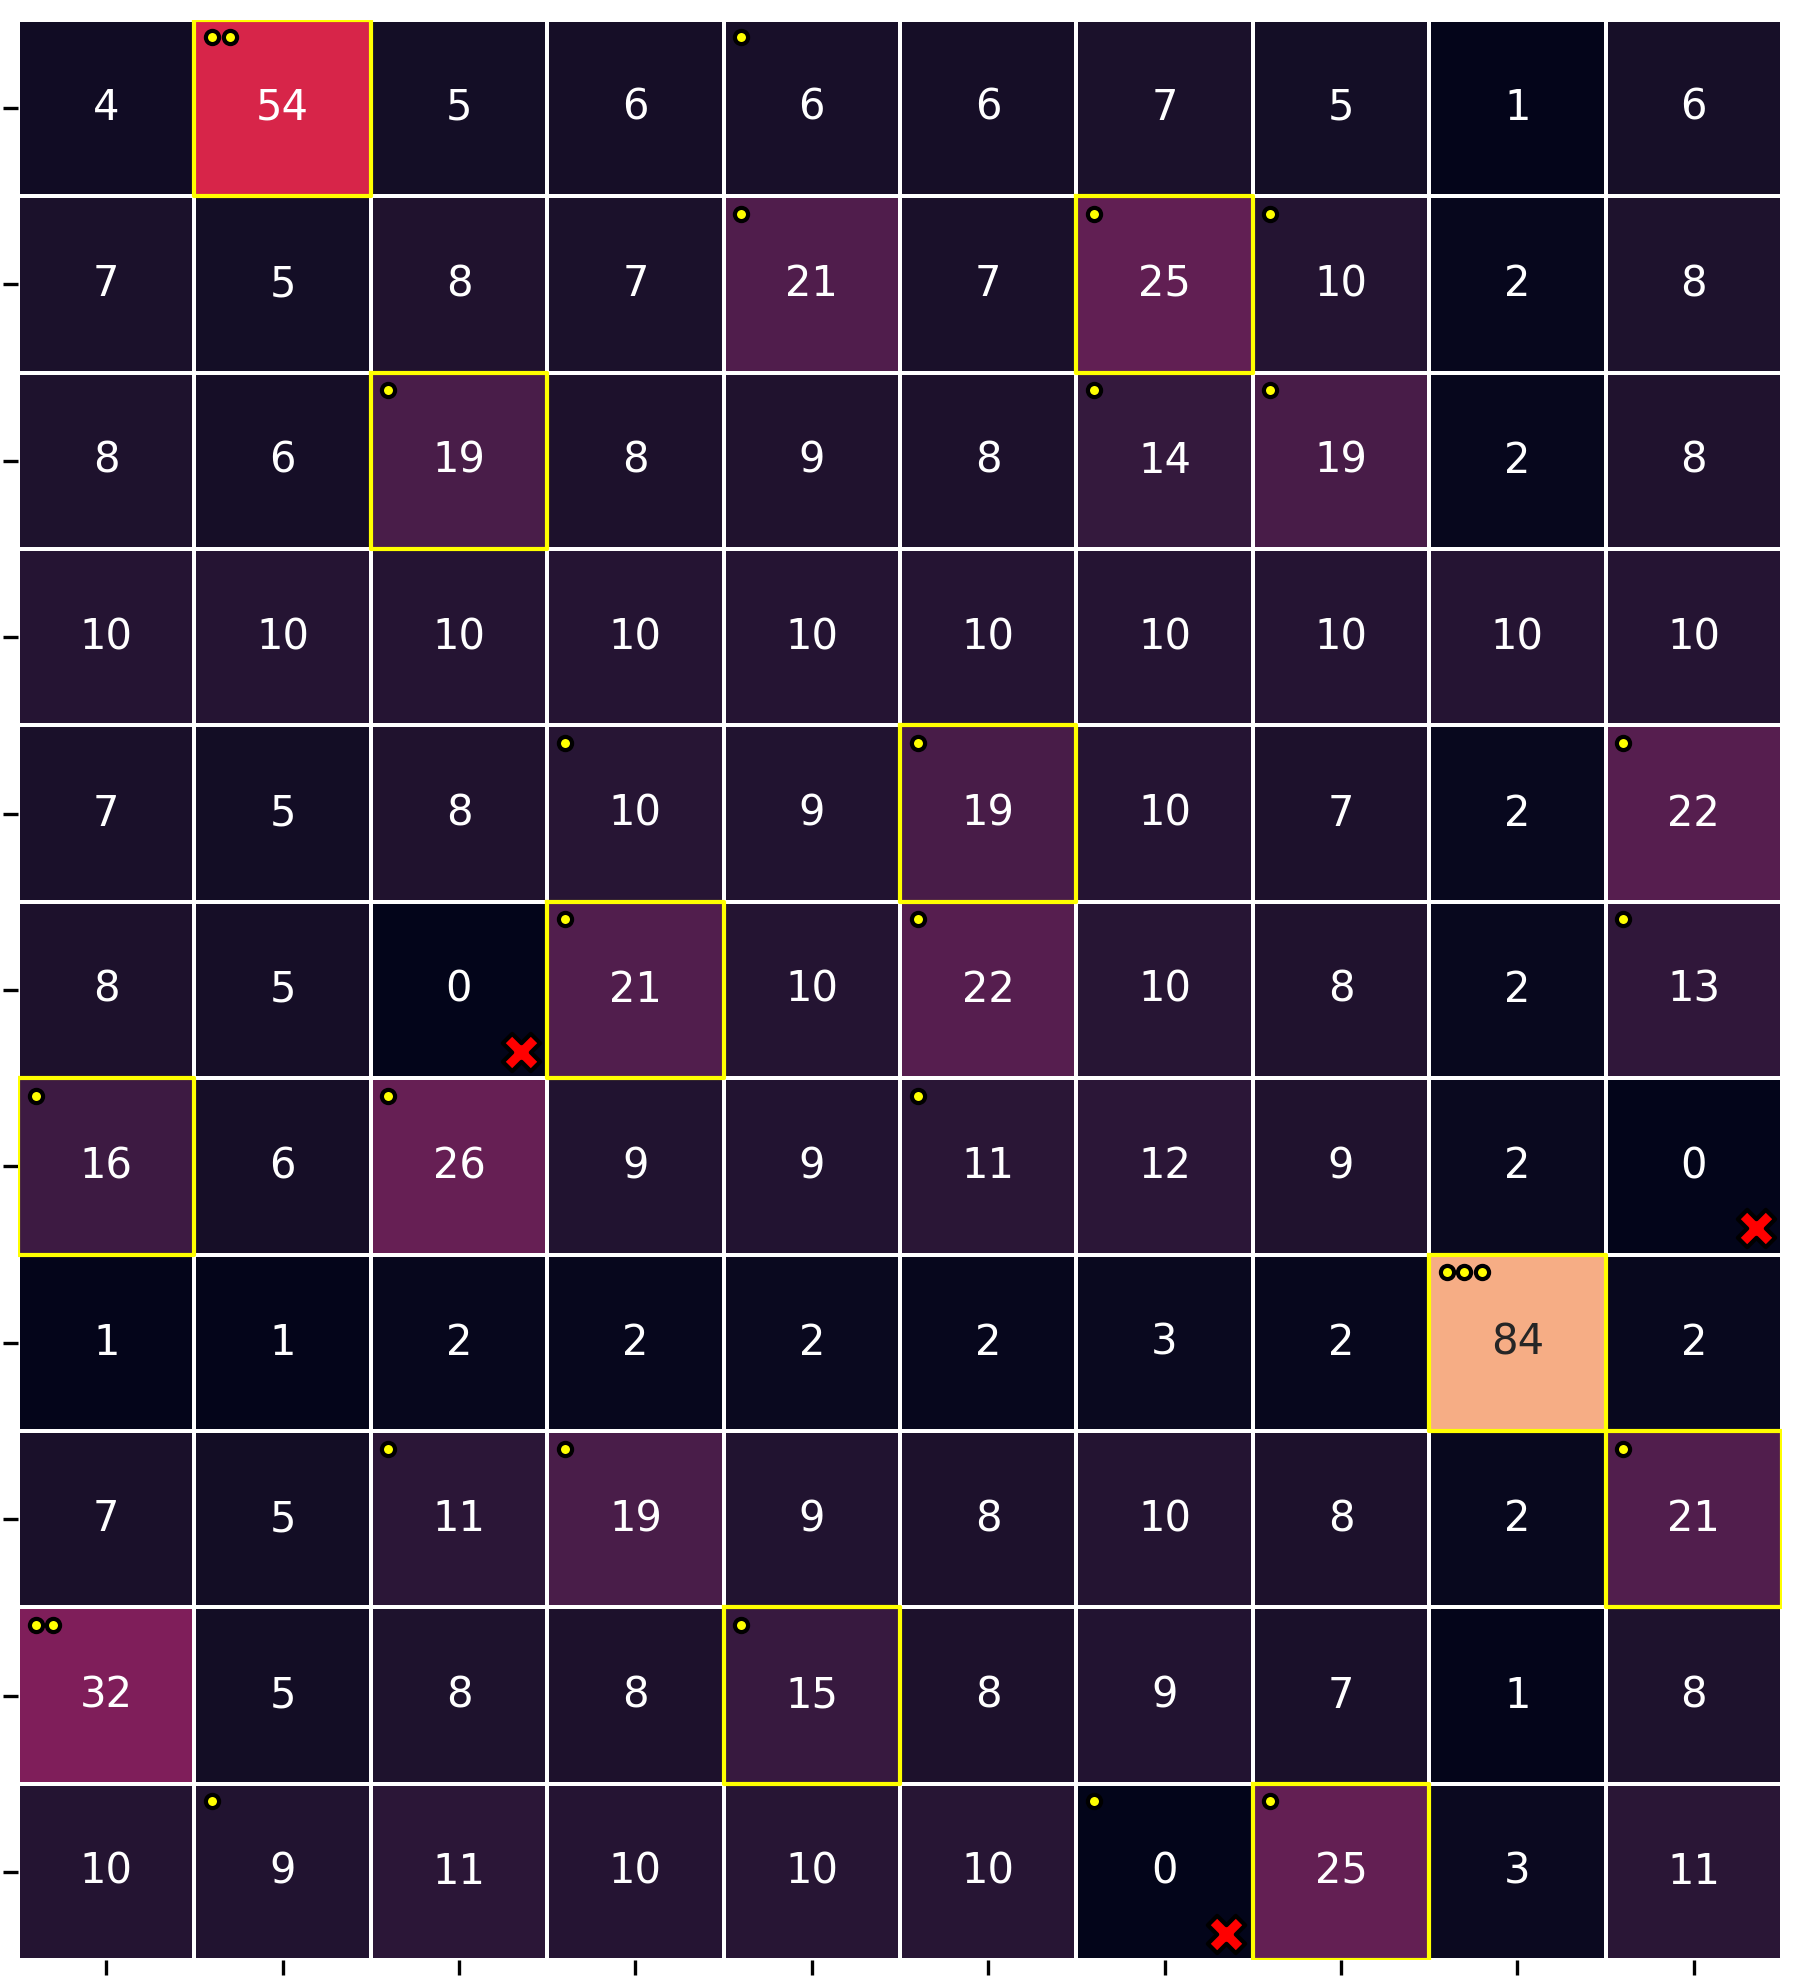 4 54 5 6 6 6 7 5 1 6
7 5 8 7 21 7 25 10 2 8
8 6 19 8 9 8 14 19 2 8
10 10 10 10 10 10 10 10 10 10
7 5 8 10 9 19 10 7 2 22
8 5 0 21 10 22 10 8 2 13
16 6 26 9 9 11 12 9 2 0
1 1 2 2 2 2 3 2 84 2
7 5 11 19 9 8 10 8 2 21
32 5 8 8 15 8 9 7 1 8
10 9 11 10 10 10 0 25 3 11